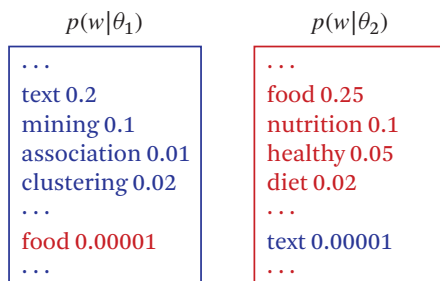 p(w|θ₁)
. . .
text 0.2
mining 0.1
association 0.01
clustering 0.02
. . .
food 0.00001
. . .
p(w|θ₂)
. . .
food 0.25
nutrition 0.1
healthy 0.05
diet 0.02
. . .
text 0.00001
. . .